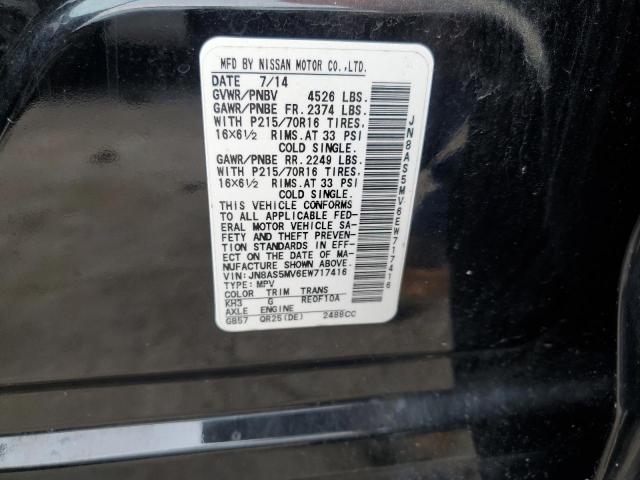 MFD BY NISSAN MOTOR CO.,LTD.
DATE 7/14
GVWR/PNBV 4526 LBS.
GAWR/PNBE FR. 2374 LBS.
WITH P215/70R16 TIRES,
16X6½ RIMS. AT 33 PSI
COLD SINGLE.
GAWR/PNBE RR. 2249 LBS.
WITH P215/70R16 TIRES,
16X6½ RIMS. AT 33 PSI
COLD SINGLE.
THIS VEHICLE CONFORMS
TO ALL APPLICABLE FED-
ERAL MOTOR VEHICLE SA-
FETY AND THEFT PREVEN-
TION STANDARDS IN EFF-
ECT ON THE DATE OF MA-
NUFACTURE SHOWN ABOVE.
VIN: JN8AS5MV6EW717416
TYPE: MPV
COLOR TRIM TRANS
KH3 G RE0F10A
AXLE ENGINE
GB57 QR25(DE) 2488CC
JN8AS5MV6EW717416